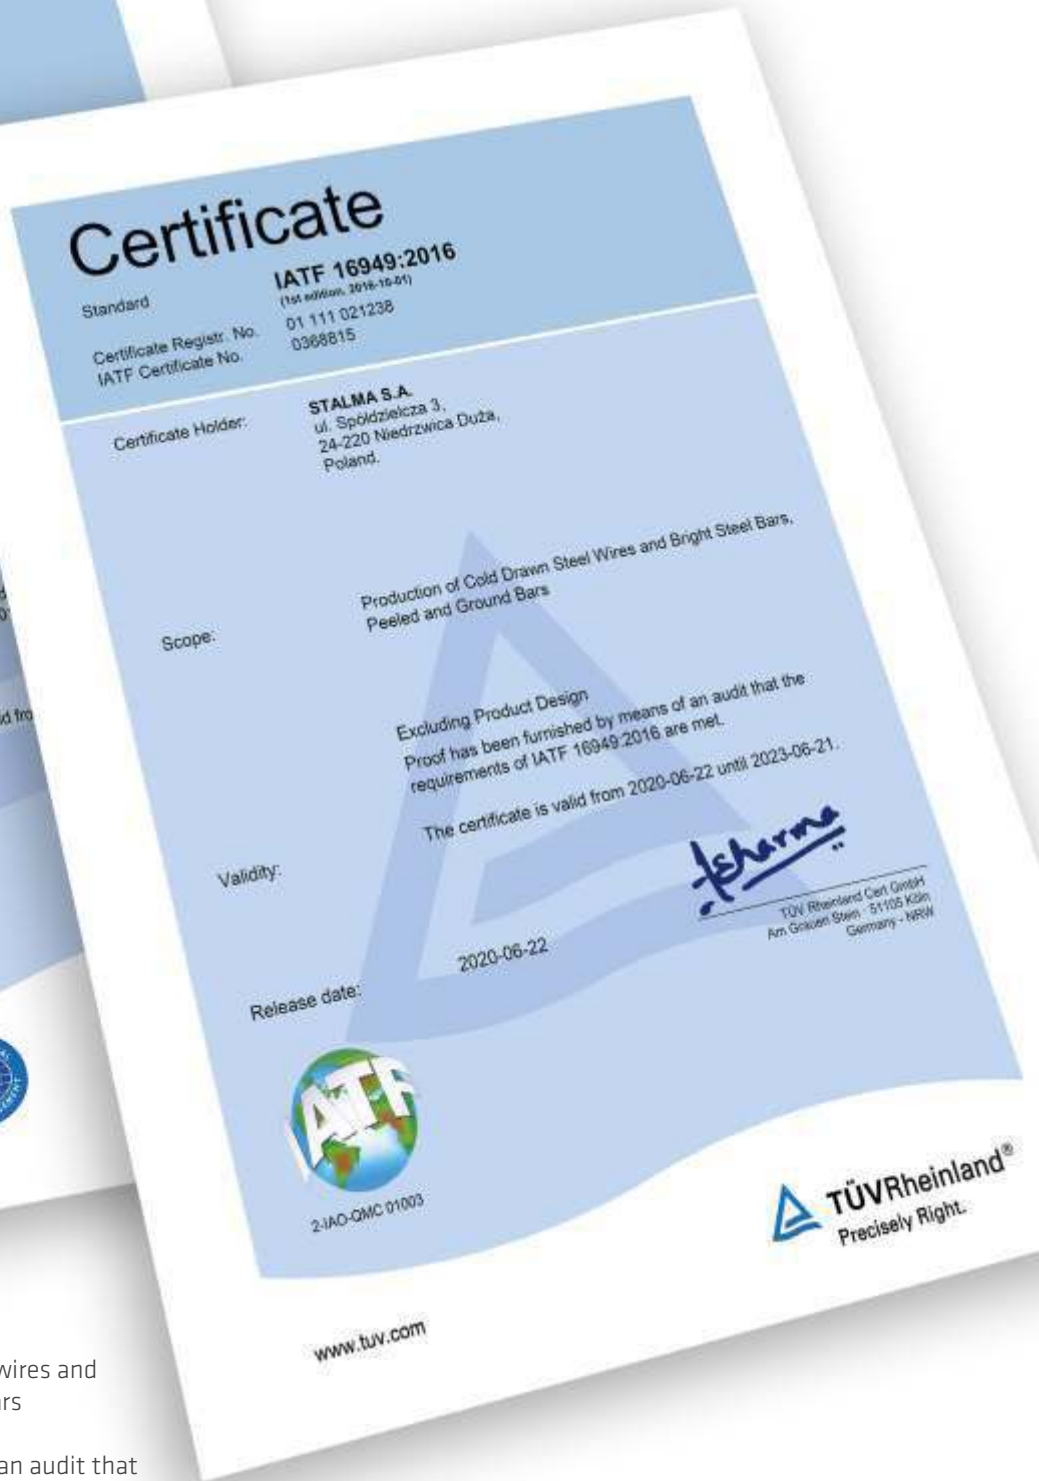 Certificate
Standard
IATF 16949:2016
(1st edition, 2016-10-01)
Certificate Registr. No.
01 111 021238
IATF Certificate No.
0368815
Certificate Holder:
STALMA S.A.
ul. Spółdzielcza 3,
24-220 Niedrzwica Duża,
Poland.
Scope:
Production of Cold Drawn Steel Wires and Bright Steel Bars,
Peeled and Ground Bars
Excluding Product Design
Proof has been furnished by means of an audit that the
requirements of IATF 16949:2016 are met.
Validity:
The certificate is valid from 2020-06-22 until 2023-06-21.
TÜV Rheinland Cert GmbH
Am Grauen Stein · 51105 Köln
Germany - NRW
Release date:
2020-06-22
IATF
2-IAO-QMC 01003
TÜVRheinland®
Precisely Right.
www.tuv.com
wires and
an audit that